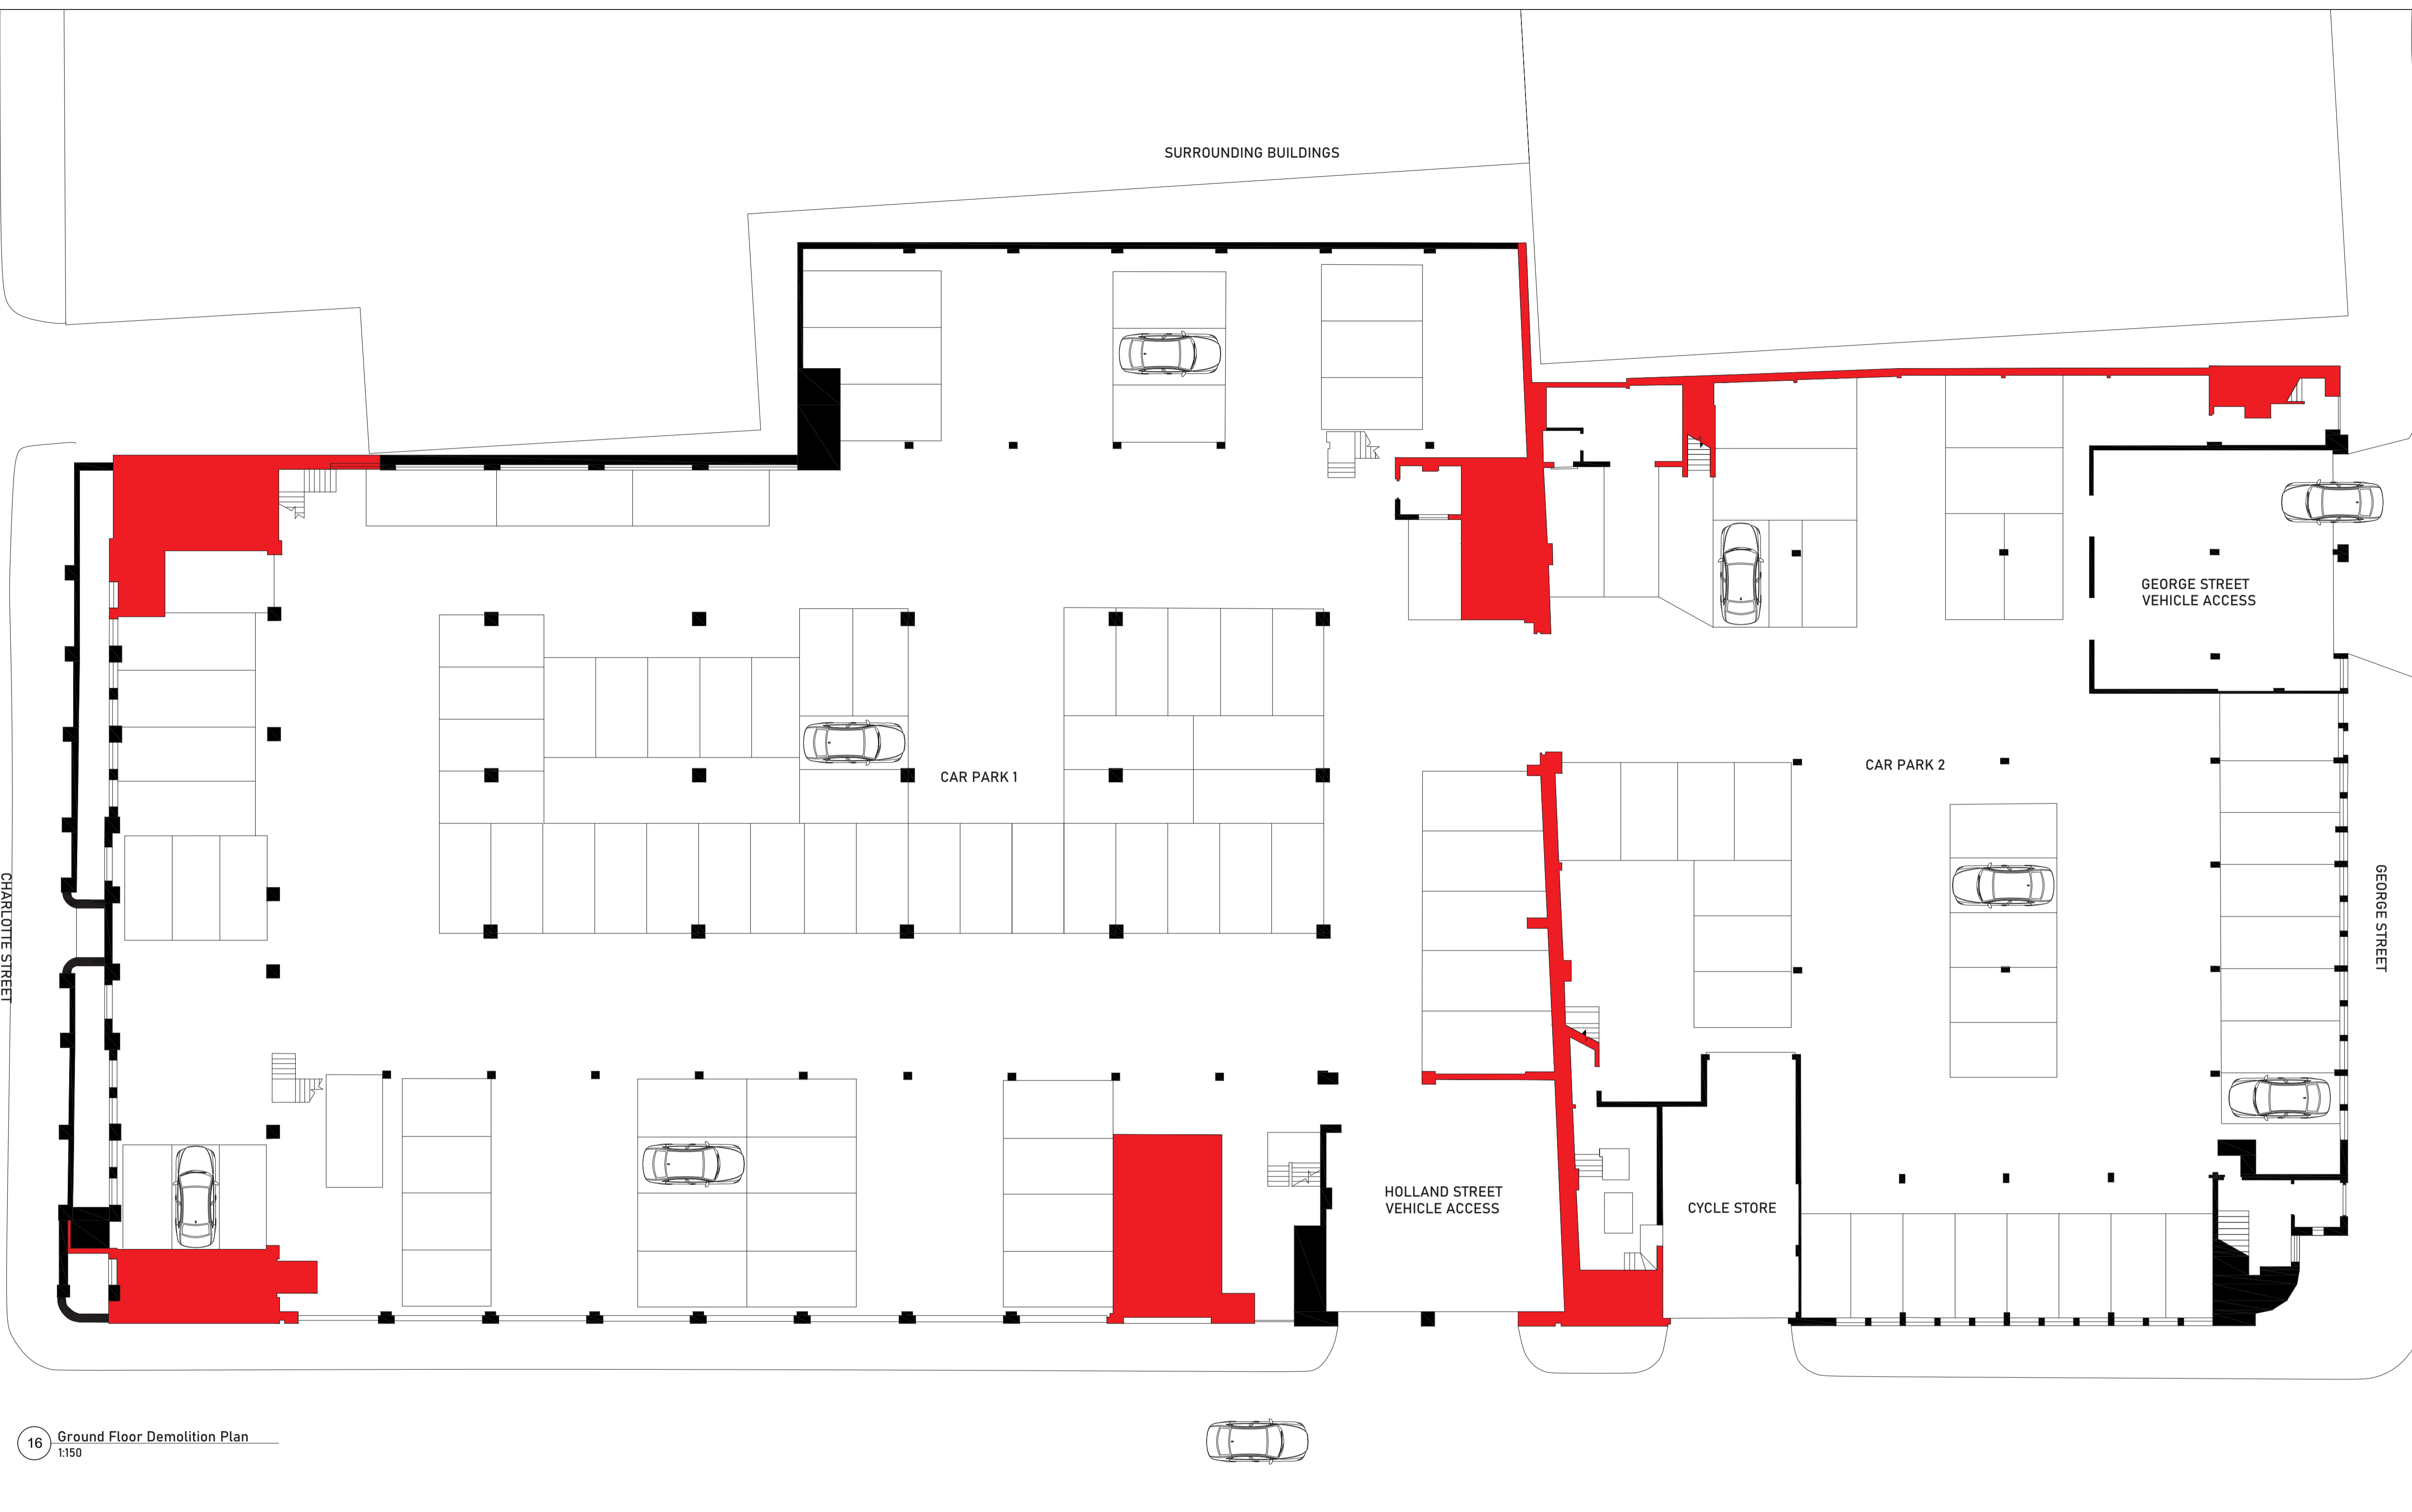 SURROUNDING BUILDINGS
GEORGE STREET
VEHICLE ACCESS
CAR PARK 1
CAR PARK 2
CHARLOTTE STREET
GEORGE STREET
HOLLAND STREET
VEHICLE ACCESS
CYCLE STORE
16
Ground Floor Demolition Plan
1:150